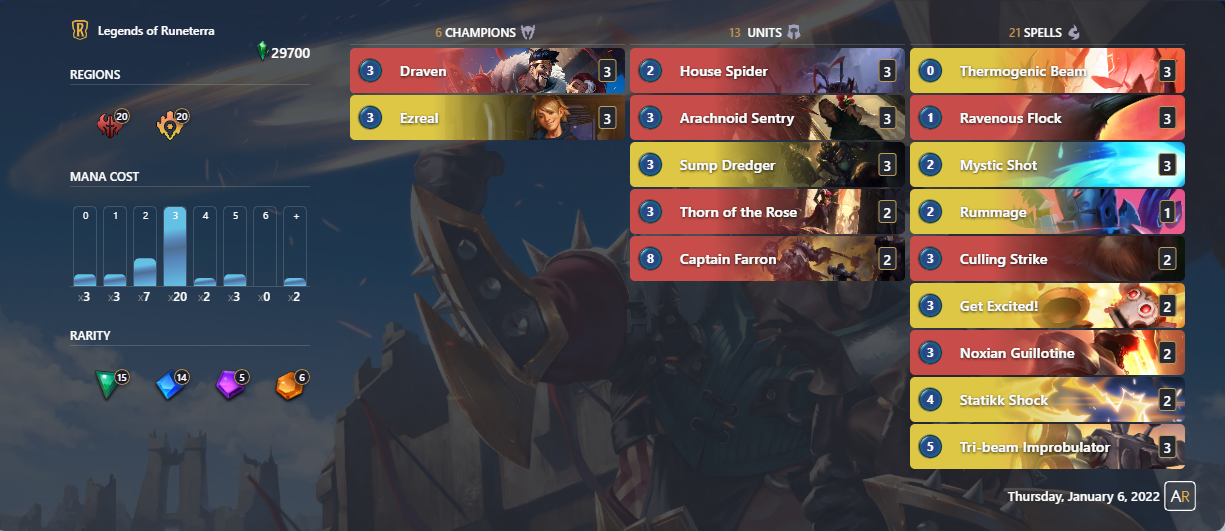 Legends of Runeterra
29700
REGIONS
20 20
MANA COST
0 1 2 3 4 5 6 +
x3 x3 x7 x20 x2 x3 x0 x2
RARITY
15 14 5 6
6 CHAMPIONS
3 Draven 3
3 Ezreal 3
13 UNITS
2 House Spider 3
3 Arachnoid Sentry 3
3 Sump Dredger 3
3 Thorn of the Rose 2
8 Captain Farron 2
21 SPELLS
0 Thermogenic Beam 3
1 Ravenous Flock 3
2 Mystic Shot 3
2 Rummage 1
3 Culling Strike 2
3 Get Excited! 2
3 Noxian Guillotine 2
4 Statikk Shock 2
5 Tri-beam Improbulator 3
Thursday, January 6, 2022 AR